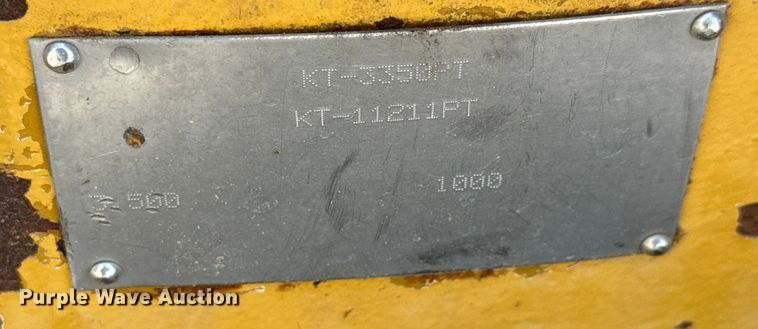 KT-3350PT
KT-11211PT
500
1000
Purple Wave Auction